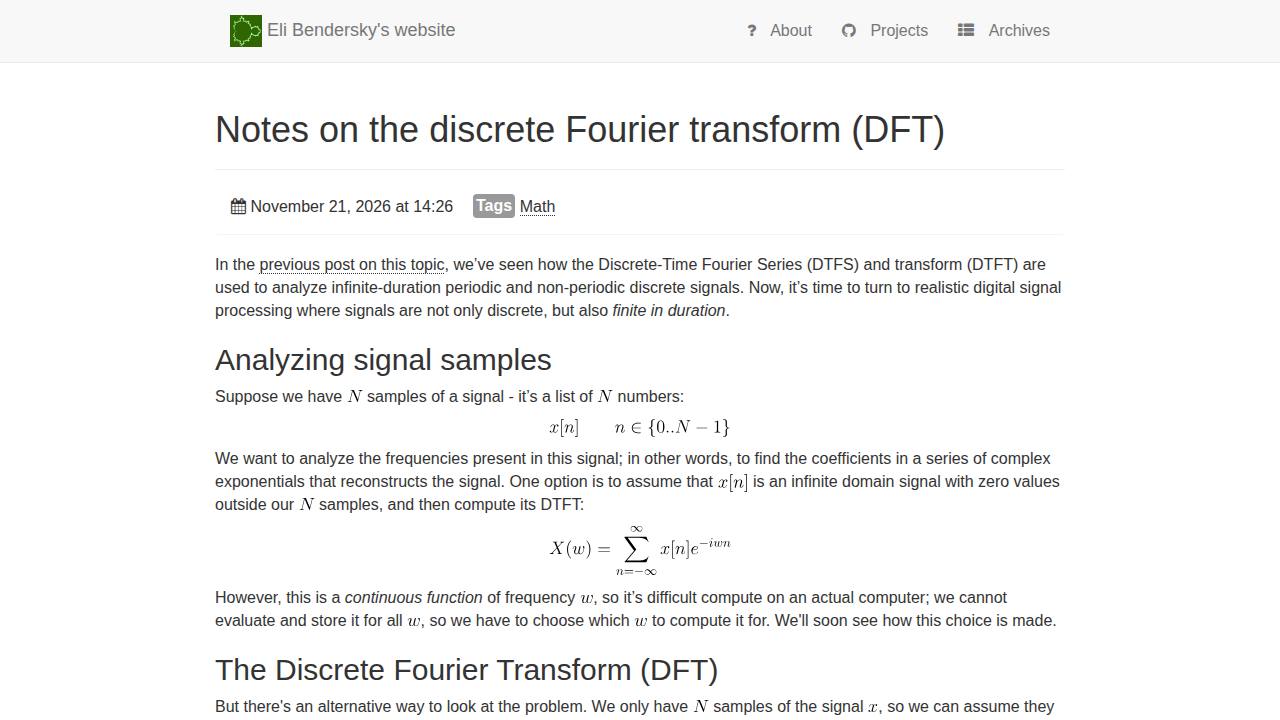 Eli Bendersky's website
About
Projects
Archives
Notes on the discrete Fourier transform (DFT)
November 21, 2026 at 14:26 Tags Math
In the previous post on this topic, we’ve seen how the Discrete-Time Fourier Series (DTFS) and transform (DTFT) are
used to analyze infinite-duration periodic and non-periodic discrete signals. Now, it’s time to turn to realistic digital signal
processing where signals are not only discrete, but also finite in duration.
Analyzing signal samples
Suppose we have N samples of a signal - it’s a list of N numbers:
x[n] n ∈ {0..N − 1}
We want to analyze the frequencies present in this signal; in other words, to find the coefficients in a series of complex
exponentials that reconstructs the signal. One option is to assume that x[n] is an infinite domain signal with zero values
outside our N samples, and then compute its DTFT:
X(w) = ∑_{n=−∞}^{∞} x[n]e^{−iwn}
However, this is a continuous function of frequency w, so it’s difficult compute on an actual computer; we cannot
evaluate and store it for all w, so we have to choose which w to compute it for. We'll soon see how this choice is made.
The Discrete Fourier Transform (DFT)
But there's an alternative way to look at the problem. We only have N samples of the signal x, so we can assume they